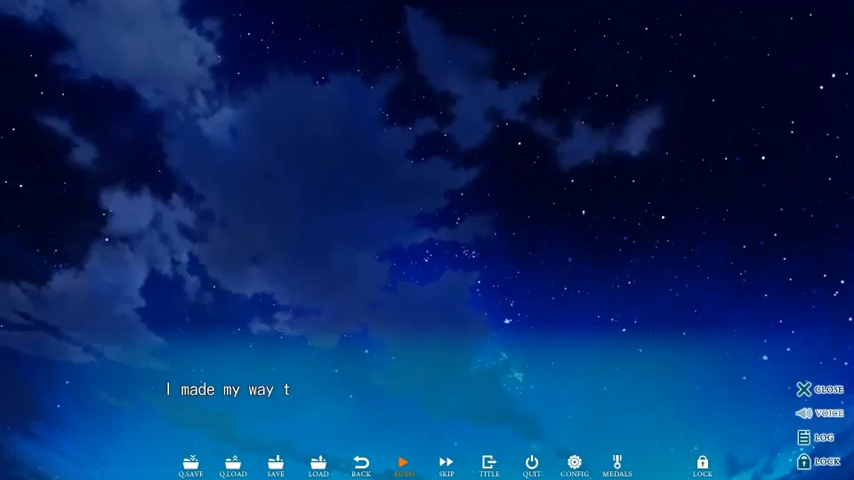 I made my way t
CLOSE
VOICE
LOG
LOCK
Q.SAVE Q.LOAD SAVE LOAD BACK AUTO SKIP TITLE QUIT CONFIG MEDALS LOCK